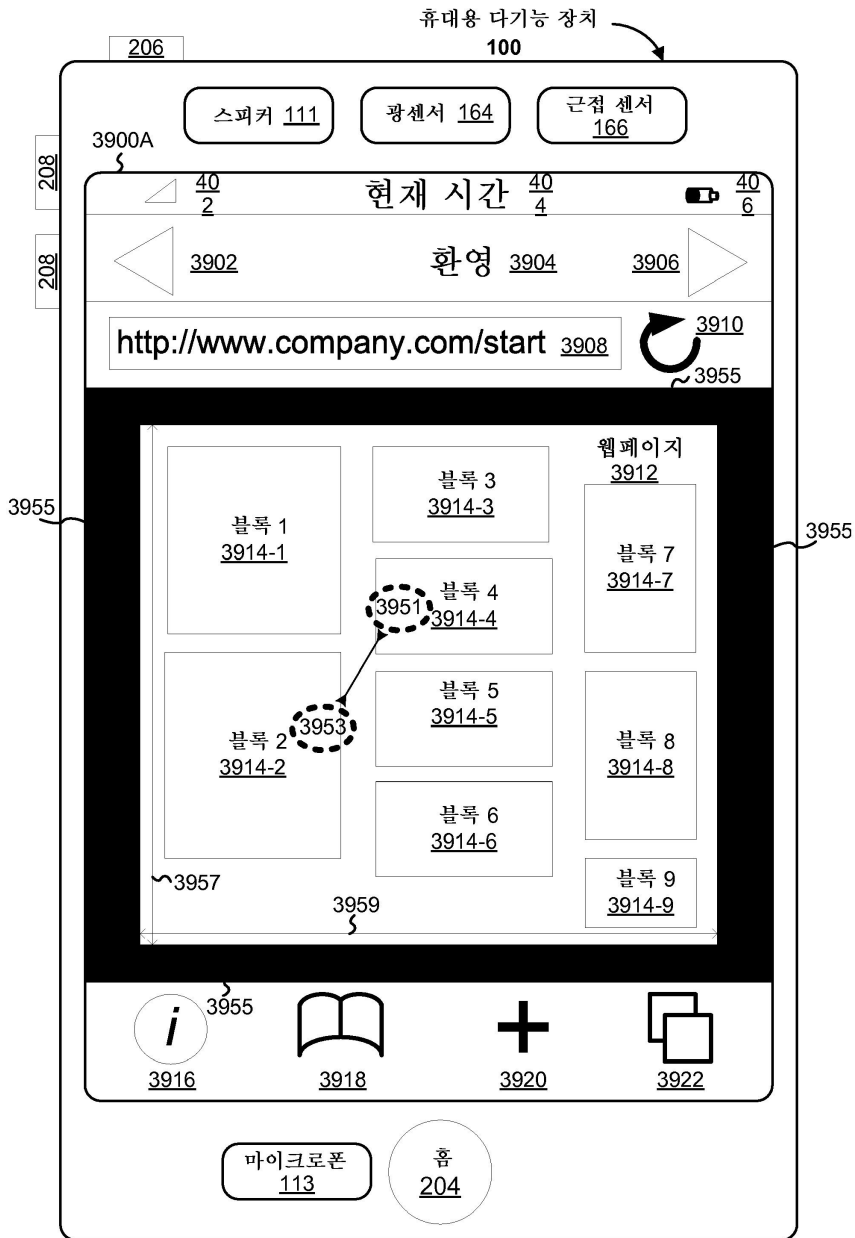 휴대용 다기능 장치
100
206
스피커 111
광센서 164
근접 센서
166
3900A
208
208
40
2
현재 시간
40
4
40
6
3902
환영 3904
3906
http://www.company.com/start 3908
3910
3955
3955
3955
웹페이지
3912
블록 1
3914-1
블록 3
3914-3
블록 7
3914-7
블록 4
3914-4
3951
블록 5
3914-5
3953
블록 2
3914-2
블록 8
3914-8
블록 6
3914-6
블록 9
3914-9
3957
3959
3955
i
3916
3918
3920
3922
마이크로폰
113
홈
204